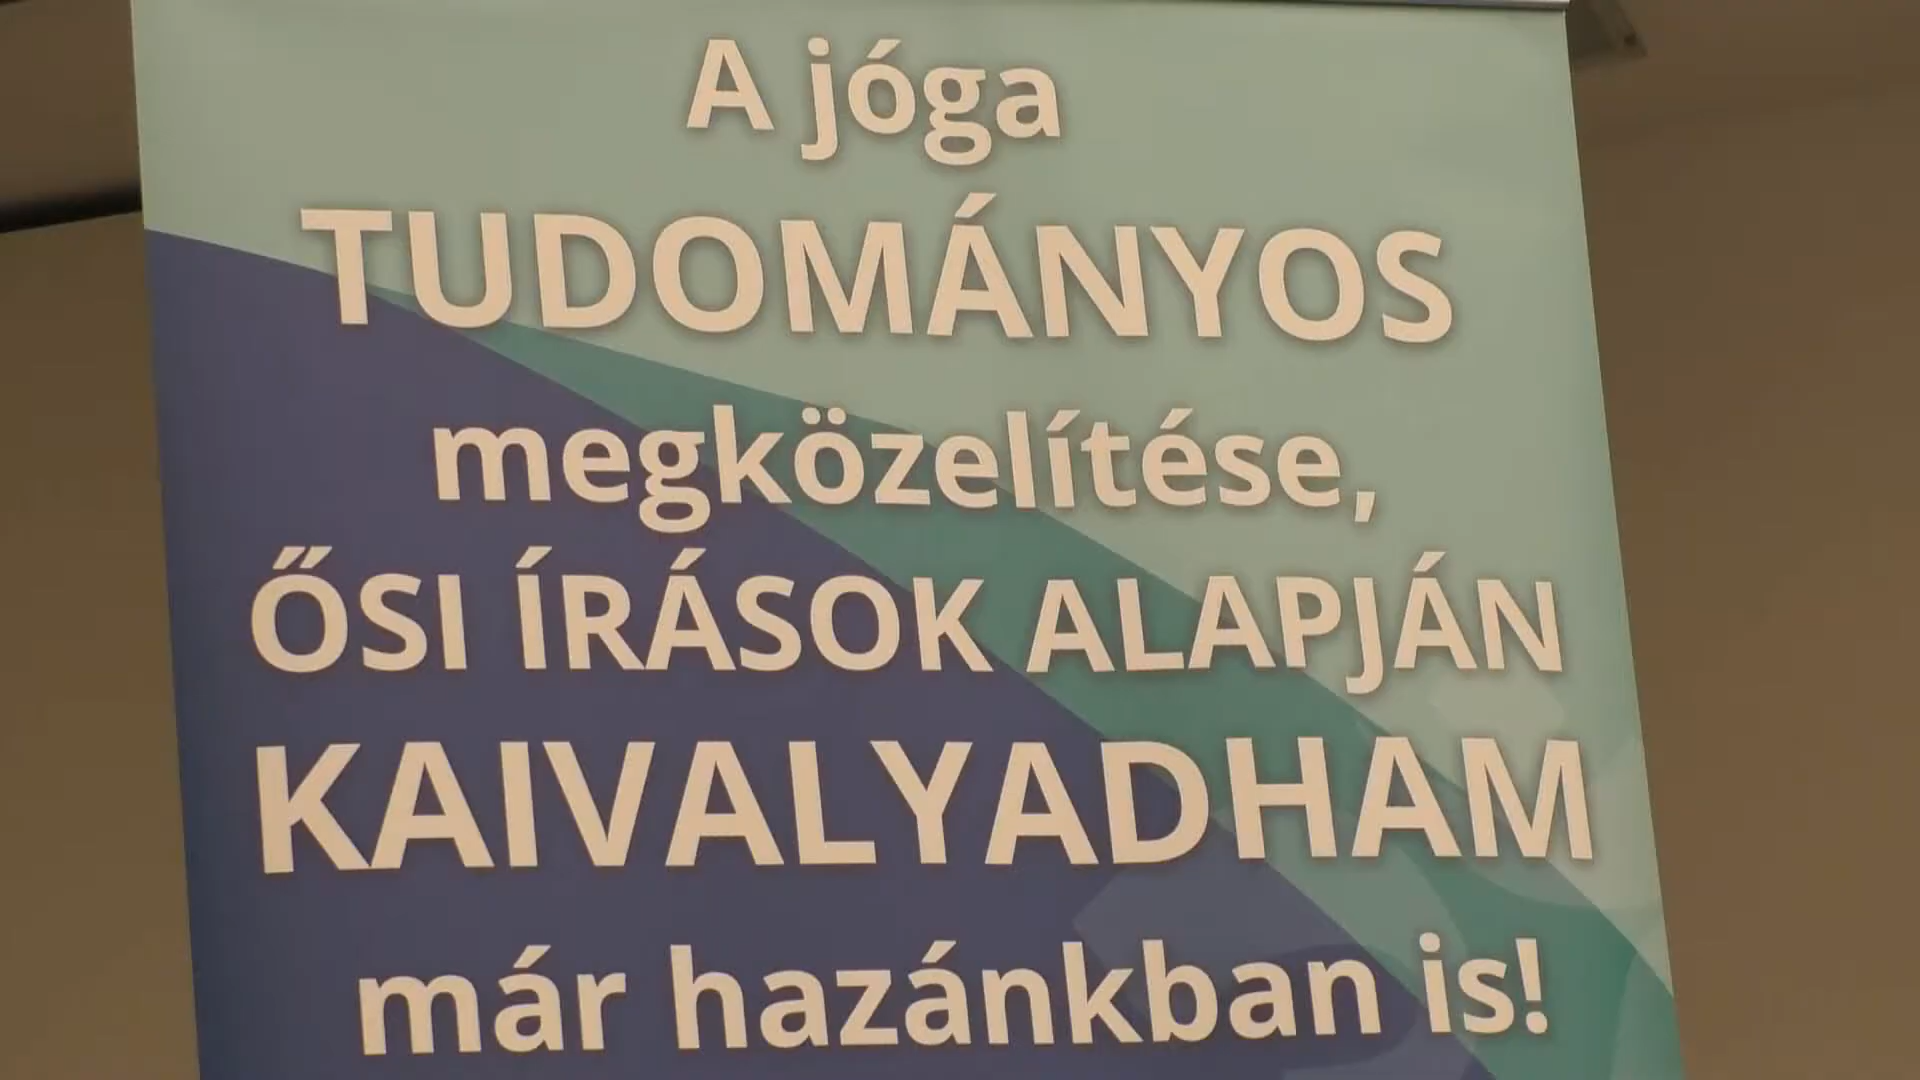 A jóga
TUDOMÁNYOS
megközelítése,
ŐSI ÍRÁSOK ALAPJÁN
KAIVALYADHAM
már hazánkban is!